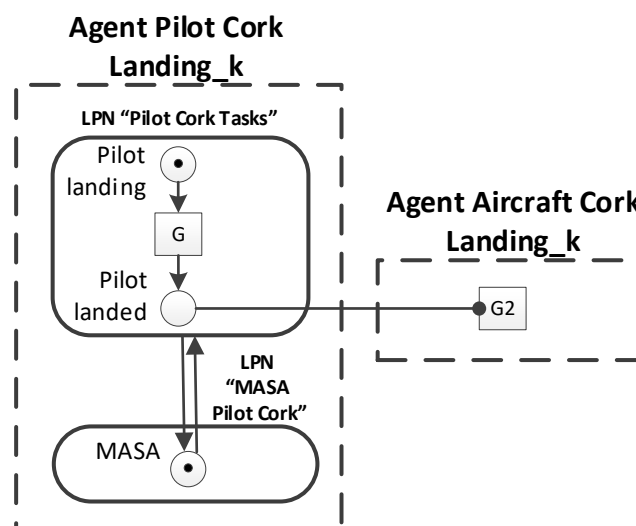 Agent Pilot Cork
Landing_k
LPN “Pilot Cork Tasks”
Pilot
landing
G
Pilot
landed
Agent Aircraft Cork
Landing_k
G2
LPN
“MASA
Pilot Cork”
MASA